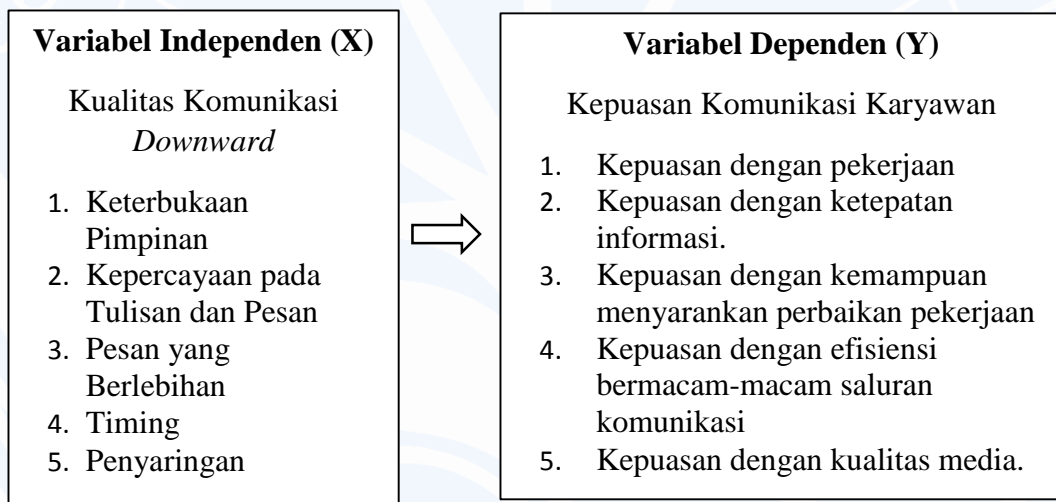 Variabel Independen (X)
Kualitas Komunikasi
Downward
1. Keterbukaan
Pimpinan
2. Kepercayaan pada
Tulisan dan Pesan
3. Pesan yang
Berlebihan
4. Timing
5. Penyaringan
Variabel Dependen (Y)
Kepuasan Komunikasi Karyawan
1. Kepuasan dengan pekerjaan
2. Kepuasan dengan ketepatan
informasi.
3. Kepuasan dengan kemampuan
menyarankan perbaikan pekerjaan
4. Kepuasan dengan efisiensi
bermacam-macam saluran
komunikasi
5. Kepuasan dengan kualitas media.